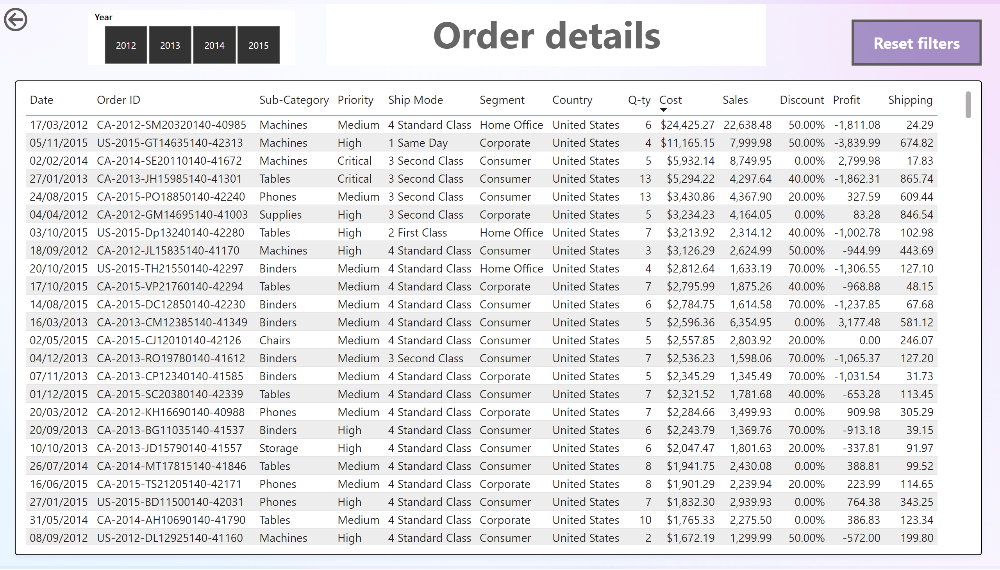 Year
2012 2013 2014 2015
Order details
Reset filters
Date Order ID Sub-Category Priority Ship Mode Segment Country Q-ty Cost Sales Discount Profit Shipping
17/03/2012 CA-2012-SM20320140-40985 Machines Medium 4 Standard Class Home Office United States 6 $24,425.27 22,638.48 50.00% -1,811.08 24.29
05/11/2015 US-2015-GT14635140-42313 Machines High 1 Same Day Corporate United States 4 $11,165.15 7,999.98 50.00% -3,839.99 674.82
02/02/2014 CA-2014-SE20110140-41672 Machines Critical 3 Second Class Consumer United States 5 $5,932.14 8,749.95 0.00% 2,799.98 17.83
27/01/2013 CA-2013-JH15985140-41301 Tables Critical 3 Second Class Consumer United States 13 $5,294.22 4,297.64 40.00% -1,862.31 865.74
24/08/2015 CA-2015-PO18850140-42240 Phones Medium 3 Second Class Consumer United States 13 $3,430.86 4,367.90 20.00% 327.59 609.44
04/04/2012 CA-2012-GM14695140-41003 Supplies High 3 Second Class Corporate United States 5 $3,234.23 4,164.05 0.00% 83.28 846.54
03/10/2015 US-2015-Dp13240140-42280 Tables High 2 First Class Home Office United States 7 $3,213.92 2,314.12 40.00% -1,002.78 102.98
18/09/2012 CA-2012-JL15835140-41170 Machines High 4 Standard Class Consumer United States 3 $3,126.29 2,624.99 50.00% -944.99 443.69
20/10/2015 US-2015-TH21550140-42297 Binders Medium 4 Standard Class Home Office United States 4 $2,812.64 1,633.19 70.00% -1,306.55 127.10
17/10/2015 CA-2015-VP21760140-42294 Tables Medium 4 Standard Class Corporate United States 7 $2,795.99 1,875.26 40.00% -968.88 48.15
14/08/2015 CA-2015-DC12850140-42230 Binders Medium 4 Standard Class Consumer United States 6 $2,784.75 1,614.58 70.00% -1,237.85 67.68
16/03/2013 CA-2013-CM12385140-41349 Binders Medium 4 Standard Class Consumer United States 5 $2,596.36 6,354.95 0.00% 3,177.48 581.12
02/05/2015 CA-2015-CJ12010140-42126 Chairs Medium 4 Standard Class Consumer United States 5 $2,557.85 2,803.92 20.00% 0.00 246.07
04/12/2013 CA-2013-RO19780140-41612 Binders Medium 3 Second Class Consumer United States 7 $2,536.23 1,598.06 70.00% -1,065.37 127.20
07/11/2013 CA-2013-CP12340140-41585 Binders Medium 4 Standard Class Corporate United States 5 $2,345.29 1,345.49 70.00% -1,031.54 31.73
01/12/2015 CA-2015-SC20380140-42339 Tables Medium 4 Standard Class Consumer United States 7 $2,321.52 1,781.68 40.00% -653.28 113.45
20/03/2012 CA-2012-KH16690140-40988 Phones Medium 4 Standard Class Corporate United States 7 $2,284.66 3,499.93 0.00% 909.98 305.29
20/09/2013 CA-2013-BG11035140-41537 Binders High 4 Standard Class Consumer United States 6 $2,243.79 1,369.76 70.00% -913.18 39.15
10/10/2013 CA-2013-JD15790140-41557 Storage High 4 Standard Class Consumer United States 6 $2,047.47 1,801.63 20.00% -337.81 91.97
26/07/2014 CA-2014-MT17815140-41846 Tables Medium 4 Standard Class Consumer United States 8 $1,941.75 2,430.08 0.00% 388.81 99.52
16/06/2015 CA-2015-TS21205140-42171 Phones Medium 4 Standard Class Corporate United States 8 $1,901.29 2,239.94 20.00% 223.99 114.65
27/01/2015 US-2015-BD11500140-42031 Phones High 4 Standard Class Consumer United States 7 $1,832.30 2,939.93 0.00% 764.38 343.25
31/05/2014 CA-2014-AH10690140-41790 Tables Medium 4 Standard Class Corporate United States 10 $1,765.33 2,275.50 0.00% 386.83 123.34
08/09/2012 US-2012-DL12925140-41160 Machines High 4 Standard Class Consumer United States 2 $1,672.19 1,299.99 50.00% -572.00 199.80